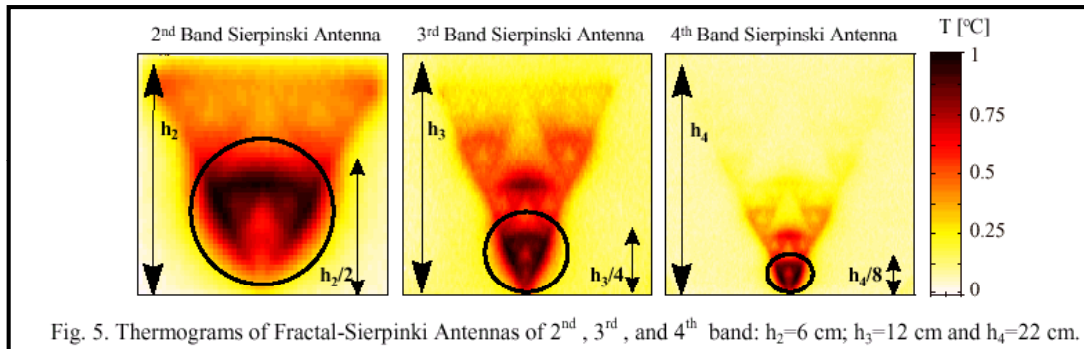 2nd Band Sierpinski Antenna
3rd Band Sierpinski Antenna
4th Band Sierpinski Antenna
T [ºC]
h2
h2/2
h3
h3/4
h4
h4/8
1
0.75
0.5
0.25
0
Fig. 5. Thermograms of Fractal-Sierpinki Antennas of 2nd , 3rd , and 4th band: h2=6 cm; h3=12 cm and h4=22 cm.